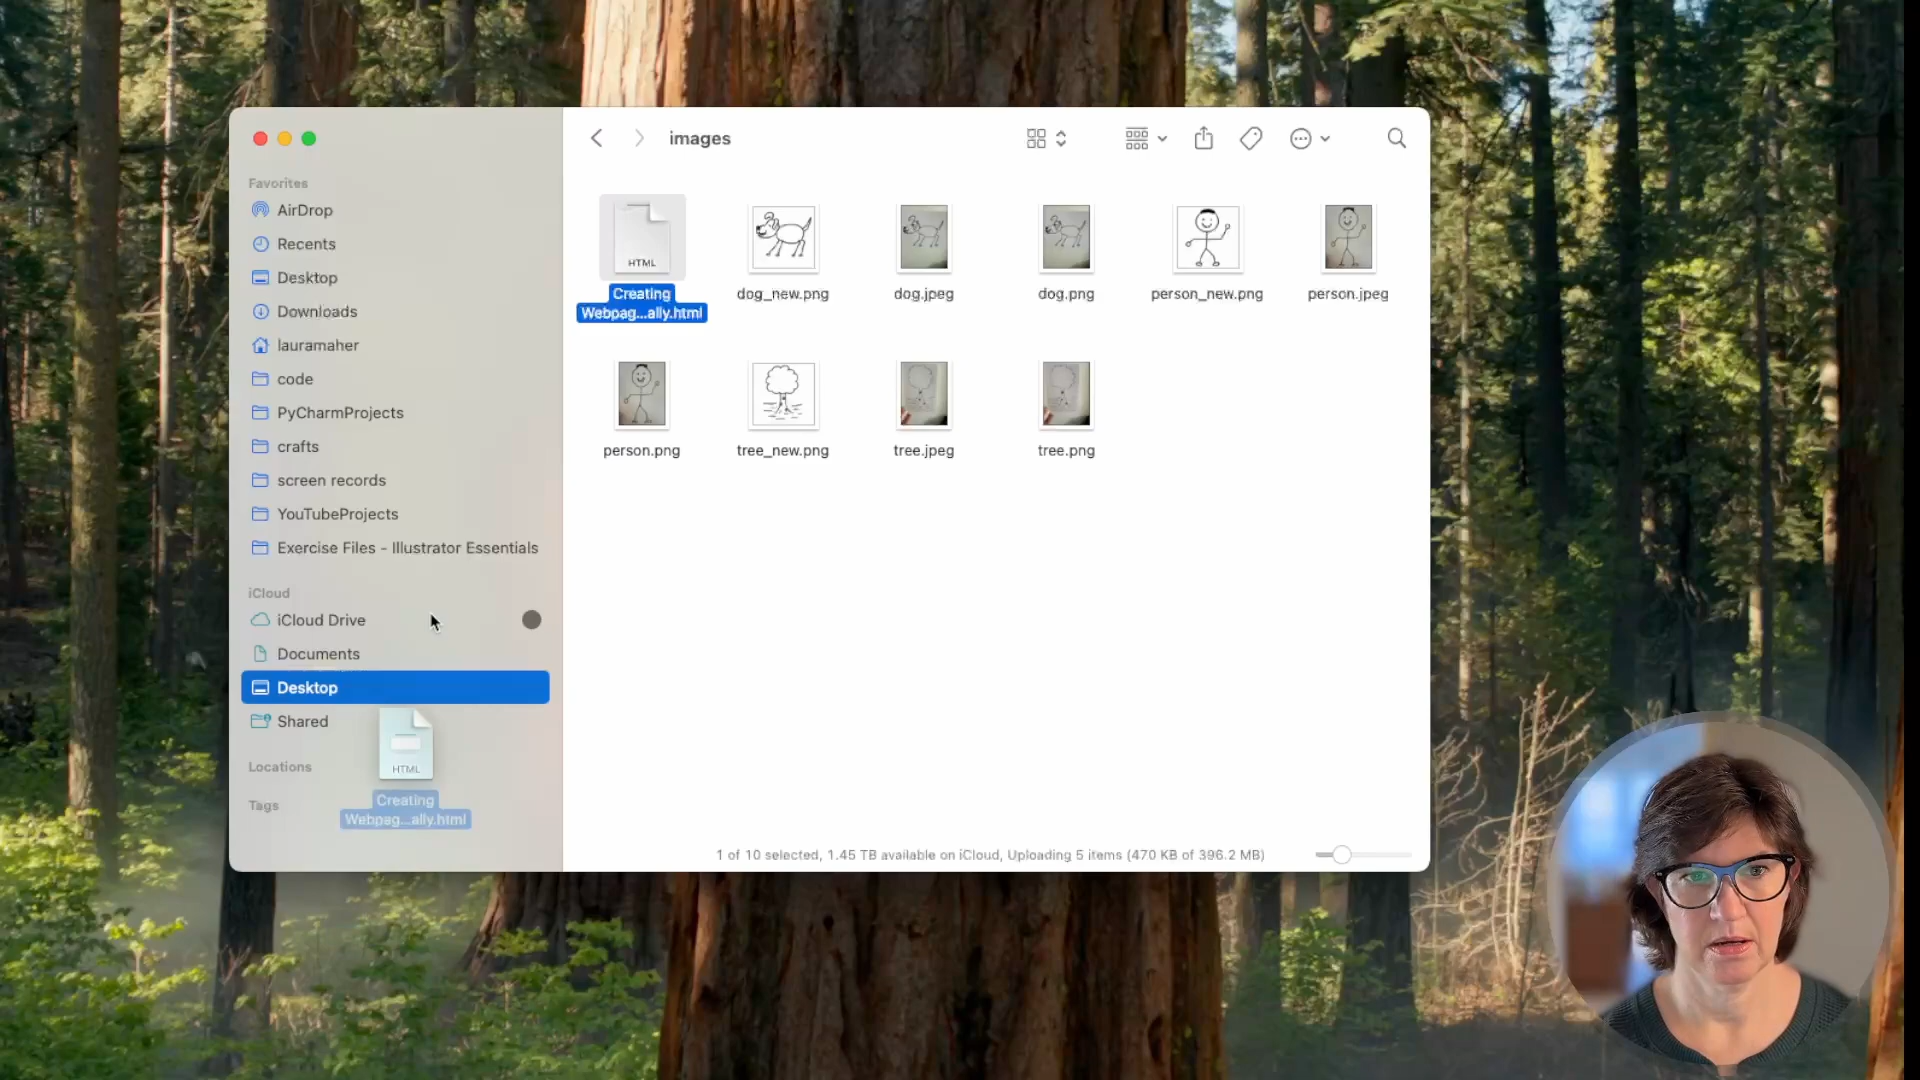 images
Favorites
AirDrop
Recents
Desktop
Downloads
lauramaher
code
PyCharmProjects
crafts
screen records
YouTubeProjects
Exercise Files - Illustrator Essentials
iCloud
iCloud Drive
Documents
Desktop
Shared
Locations
Tags
HTML
Creating
Webpag...ally.html
HTML
Creating
Webpag...ally.html
dog_new.png
dog.jpeg
dog.png
person_new.png
person.jpeg
person.png
tree_new.png
tree.jpeg
tree.png
1 of 10 selected, 1.45 TB available on iCloud, Uploading 5 items (470 KB of 396.2 MB)